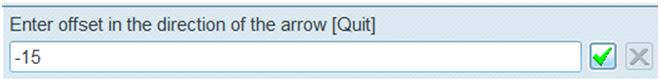 Enter offset in the direction of the arrow [Quit]
-15